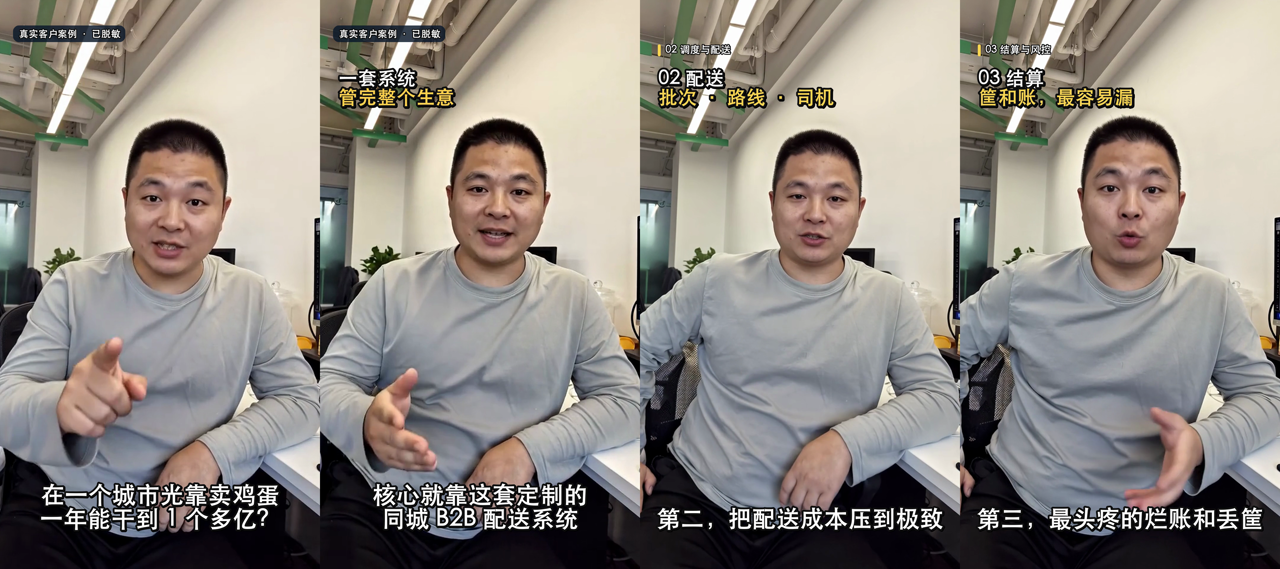 真实客户案例 · 已脱敏
在一个城市光靠卖鸡蛋
一年能干到 1 个多亿?
真实客户案例 · 已脱敏
一套系统
管完整个生意
核心就靠这套定制的
同城 B2B 配送系统
02 调度与配送
02 配送
批次 · 路线 · 司机
第二，把配送成本压到极致
03 结算与风控
03 结算
筐和账，最容易漏
第三，最头疼的烂账和丢筐